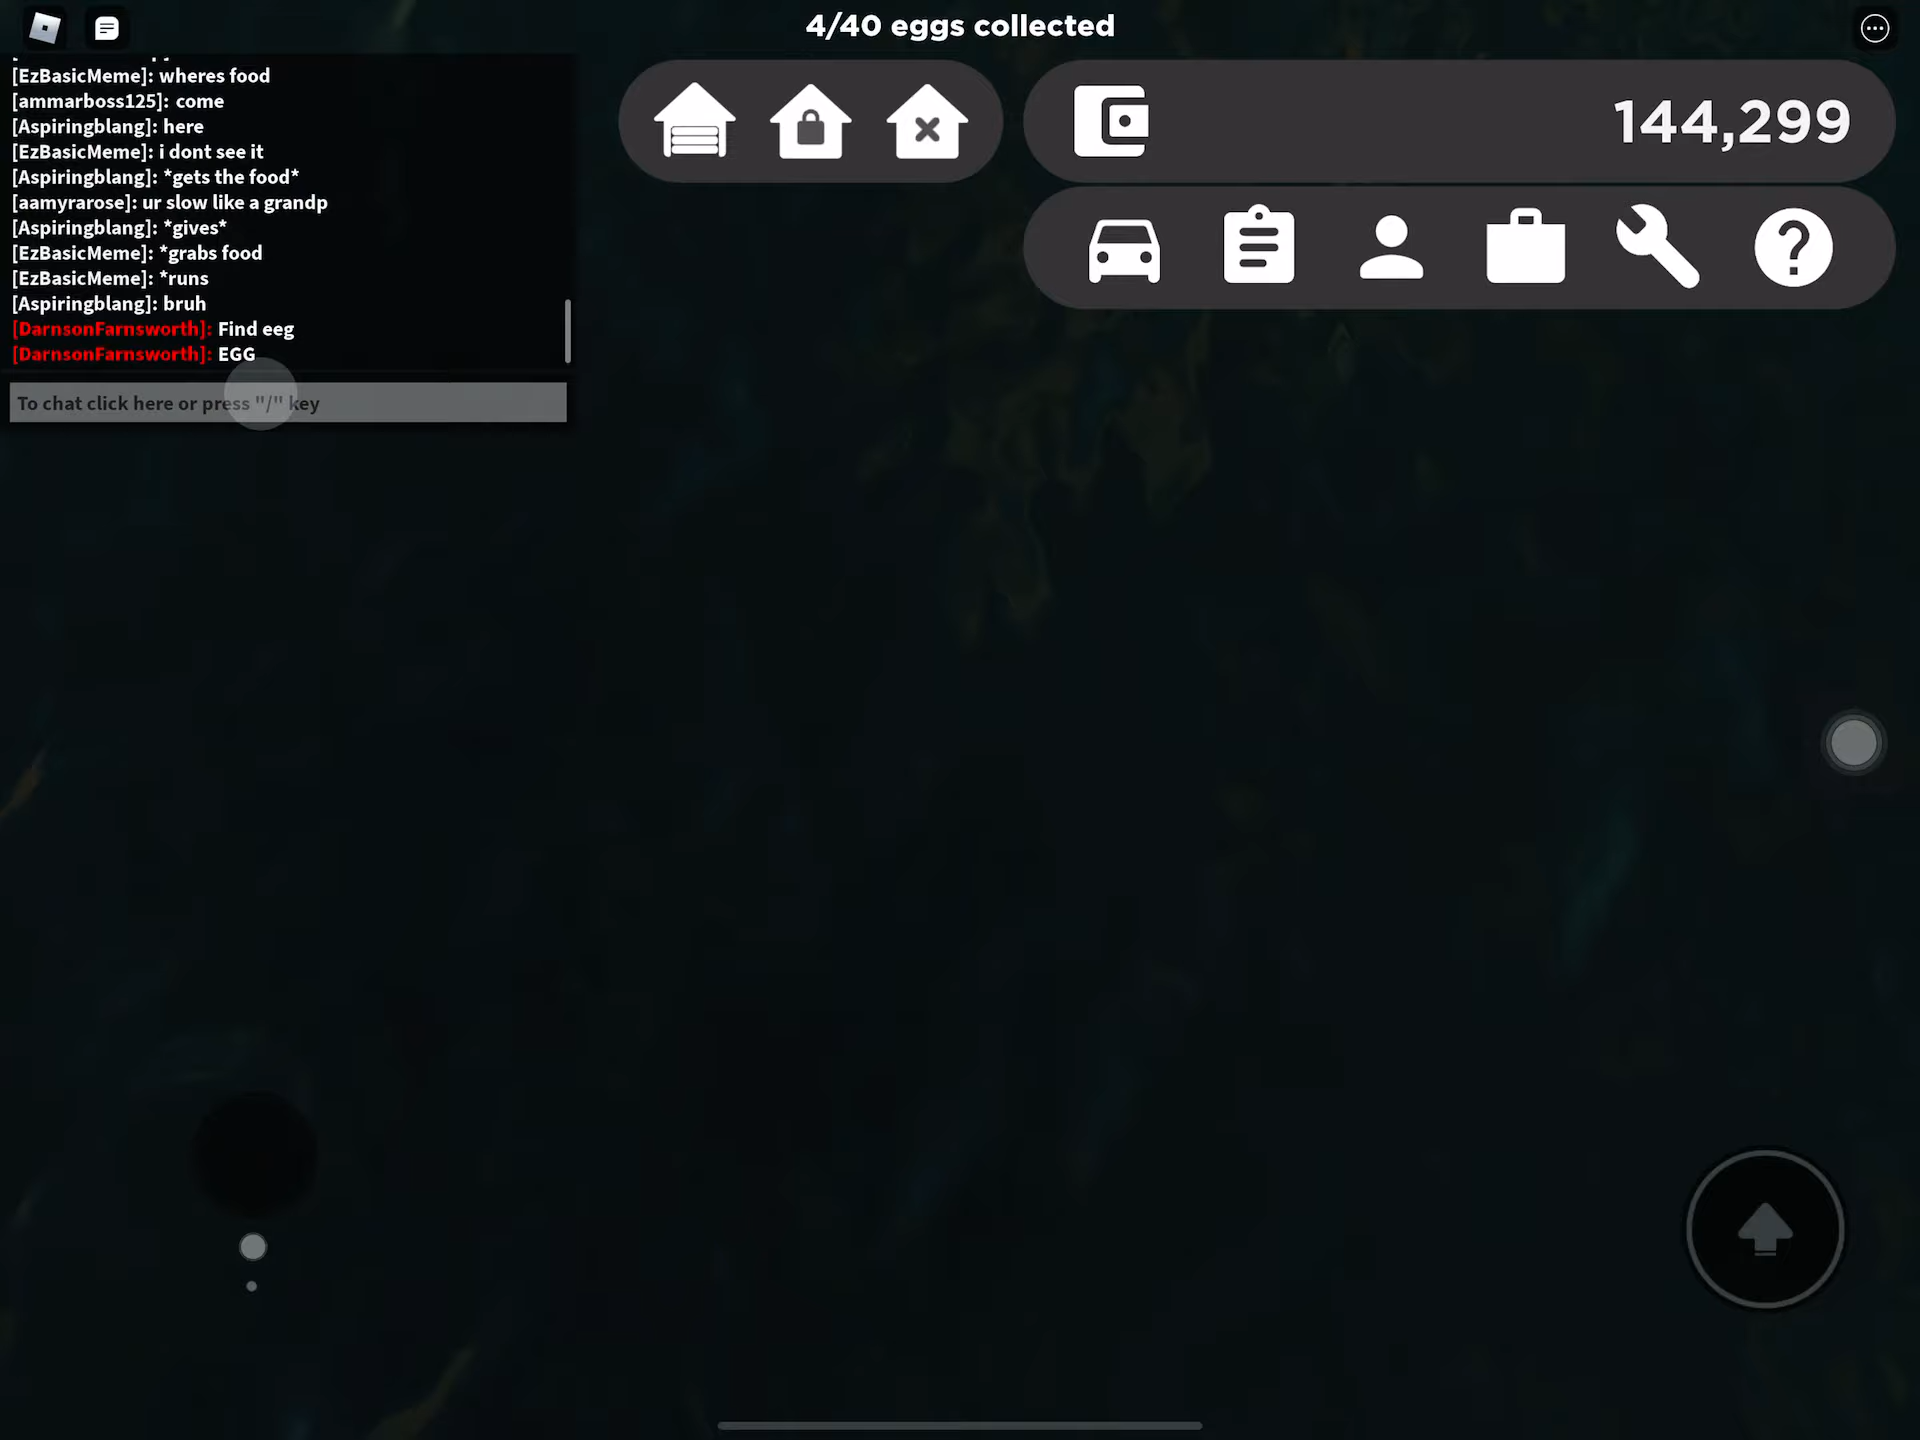 4/40 eggs collected
[EzBasicMeme]: wheres food
[ammarboss125]: come
[Aspiringblang]: here
[EzBasicMeme]: i dont see it
[Aspiringblang]: *gets the food*
[aamyrarose]: ur slow like a grandp
[Aspiringblang]: *gives*
[EzBasicMeme]: *grabs food
[EzBasicMeme]: *runs
[Aspiringblang]: bruh
[DarnsonFarnsworth]: Find eeg
[DarnsonFarnsworth]: EGG
To chat click here or press "/" key
144,299